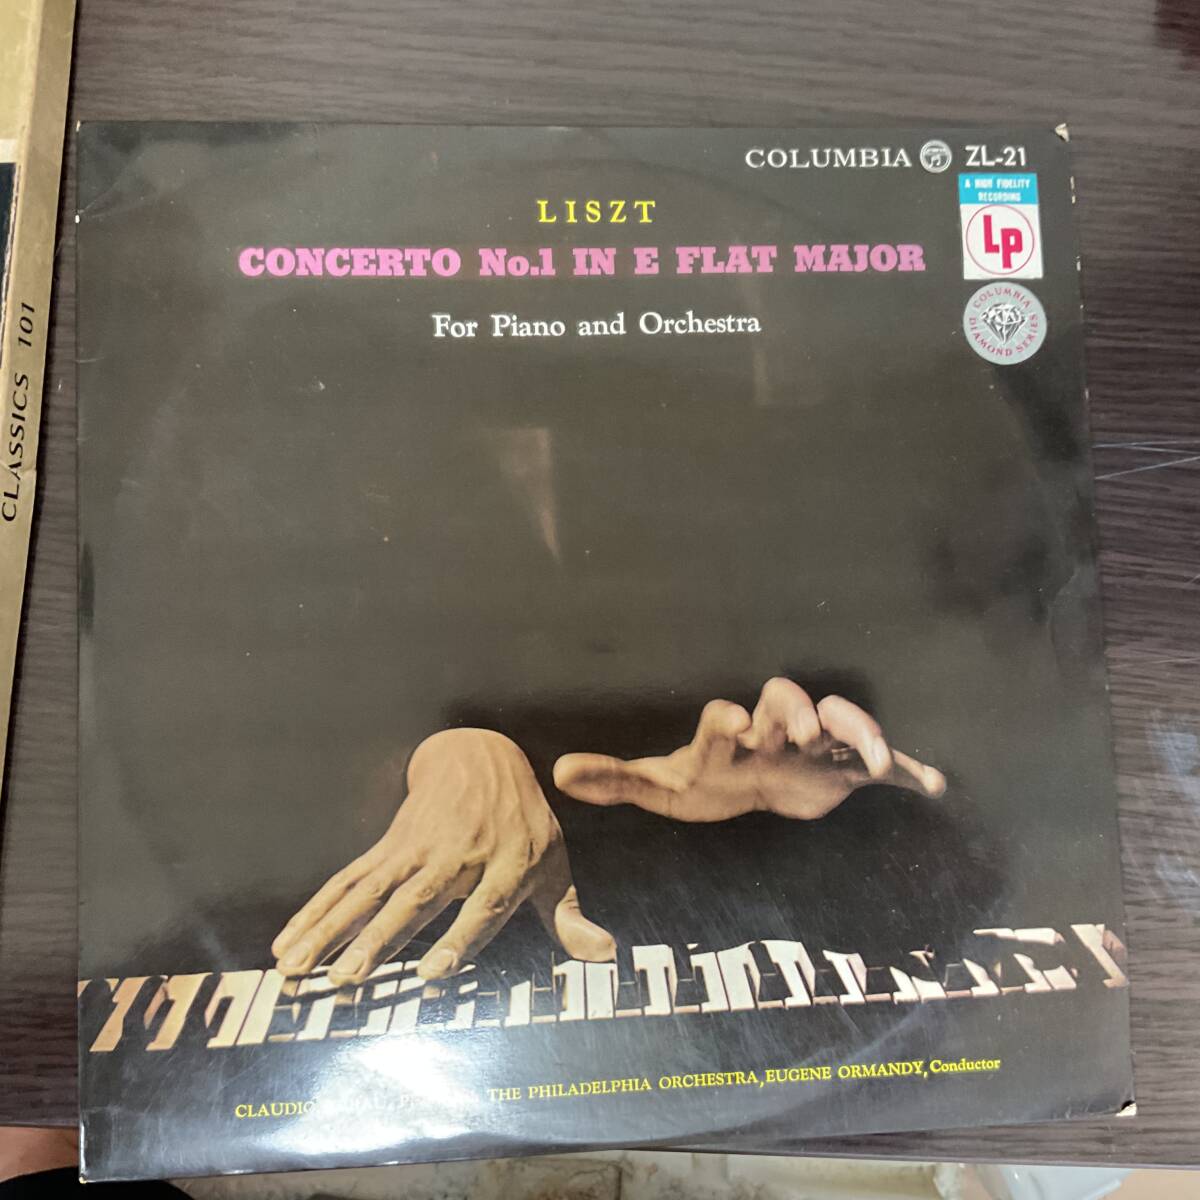 COLUMBIA ZL-21
A HIGH FIDELITY
RECORDING
LP
COLUMBIA
DIAMOND SERIES
LISZT
CONCERTO No.1 IN E FLAT MAJOR
For Piano and Orchestra
CLASSICS 101
CLAUDIO THE PHILADELPHIA ORCHESTRA, EUGENE ORMANDY, Conductor